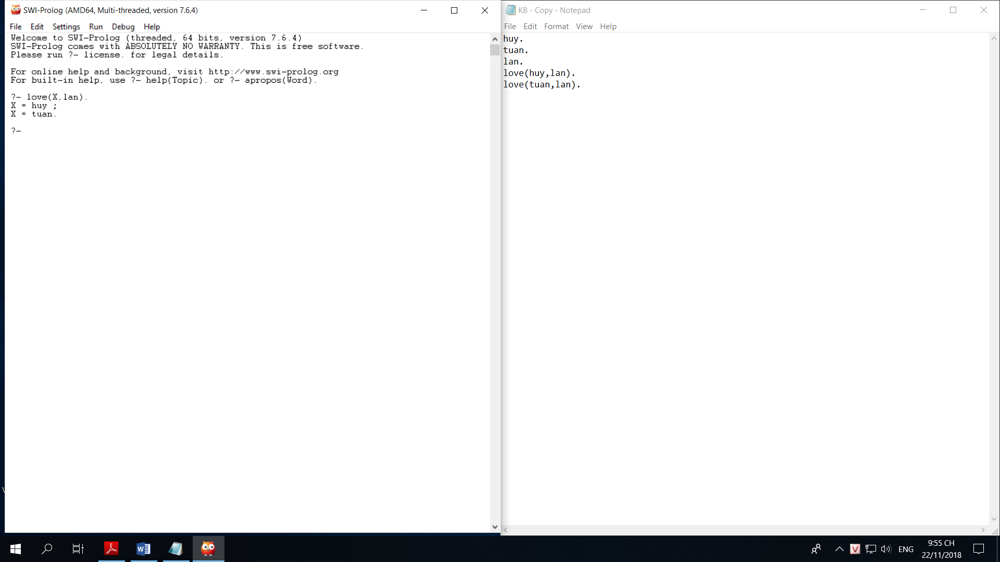 SWI-Prolog (AMD64, Multi-threaded, version 7.6.4)
File Edit Settings Run Debug Help
Welcome to SWI-Prolog (threaded, 64 bits, version 7.6.4)
SWI-Prolog comes with ABSOLUTELY NO WARRANTY. This is free software.
Please run ?- license. for legal details.
For online help and background, visit http://www.swi-prolog.org
For built-in help, use ?- help(Topic). or ?- apropos(Word).
?- love(X,lan).
X = huy ;
X = tuan.
?-
KB - Copy - Notepad
File Edit Format View Help
huy.
tuan.
lan.
love(huy,lan).
love(tuan,lan).
ENG
9:55 CH
22/11/2018